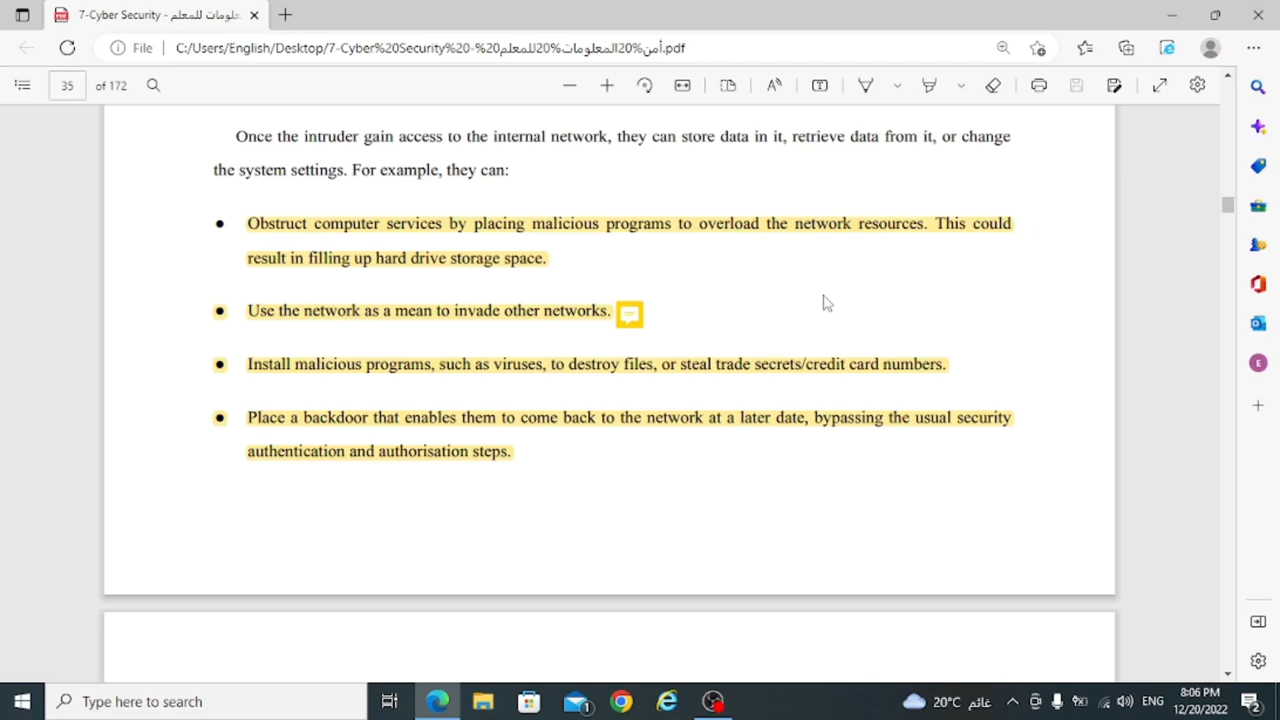 7-Cyber Security - علومات للمعلم
File
C:/Users/English/Desktop/7-Cyber%20Security%20-%20أمن%20المعلومات%20للمعلم.pdf
35 of 172
Once the intruder gain access to the internal network, they can store data in it, retrieve data from it, or change
the system settings. For example, they can:
● Obstruct computer services by placing malicious programs to overload the network resources. This could
result in filling up hard drive storage space.
● Use the network as a mean to invade other networks.
● Install malicious programs, such as viruses, to destroy files, or steal trade secrets/credit card numbers.
● Place a backdoor that enables them to come back to the network at a later date, bypassing the usual security
authentication and authorisation steps.
E
Type here to search
1
20°C غائم
ENG
8:06 PM
12/20/2022
2